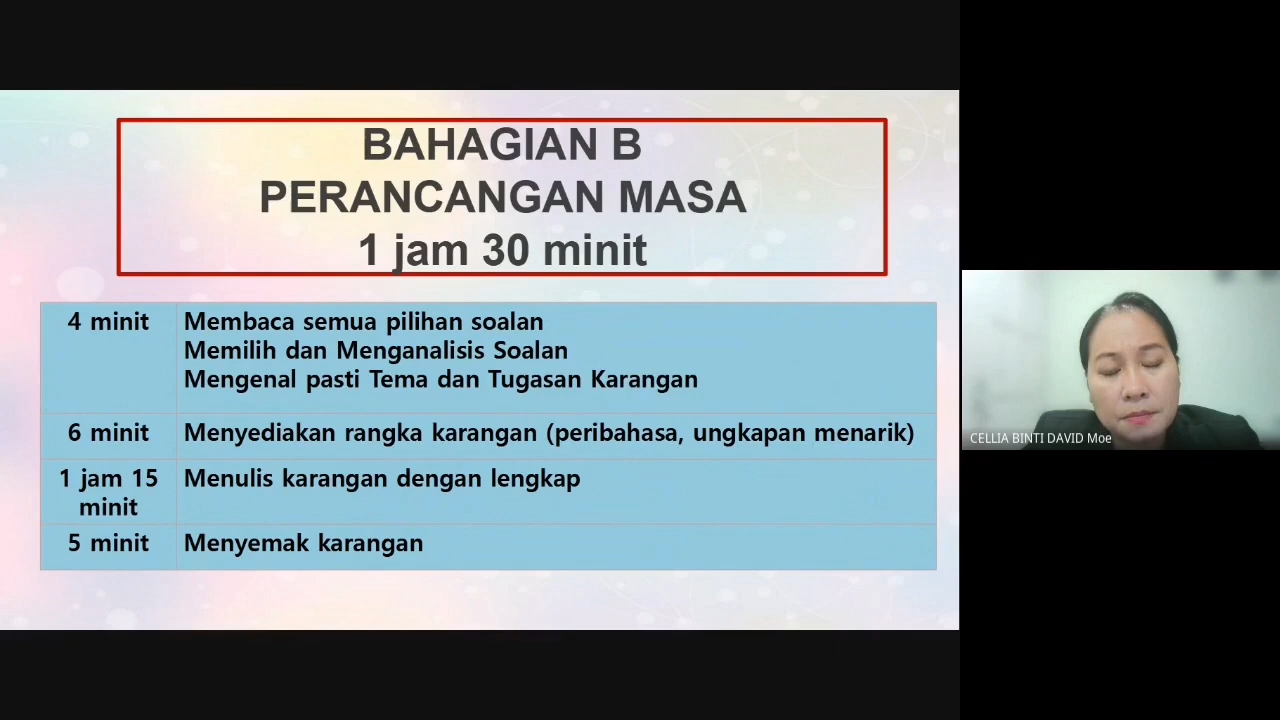 BAHAGIAN B
PERANCANGAN MASA
1 jam 30 minit
4 minit
Membaca semua pilihan soalan
Memilih dan Menganalisis Soalan
Mengenal pasti Tema dan Tugasan Karangan
6 minit
Menyediakan rangka karangan (peribahasa, ungkapan menarik)
1 jam 15
minit
Menulis karangan dengan lengkap
5 minit
Menyemak karangan
CELLIA BINTI DAVID Moe